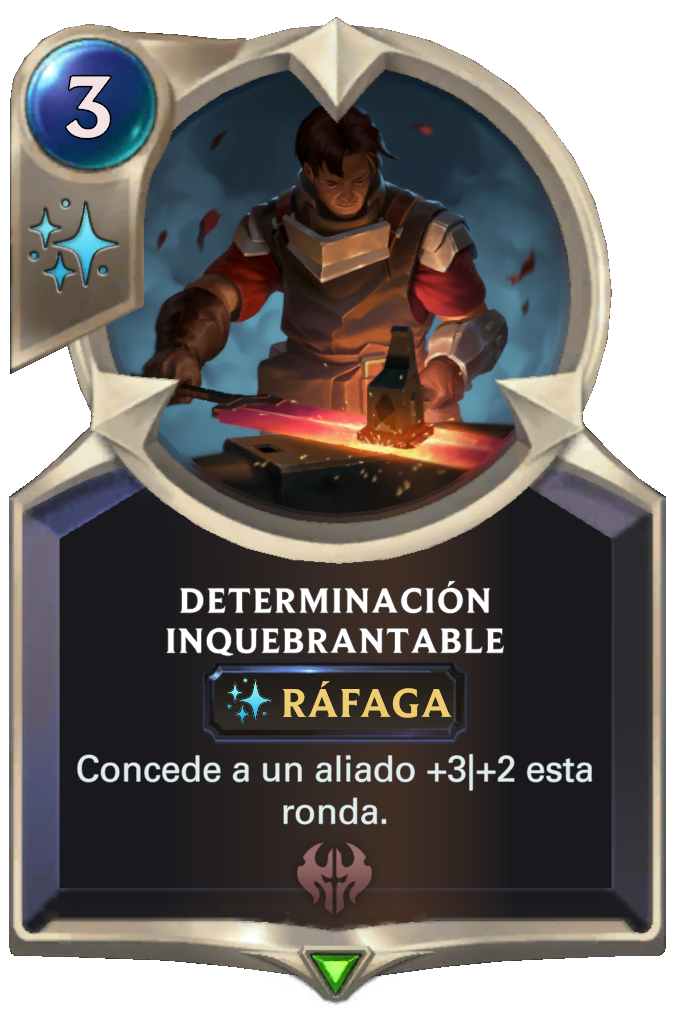 3
DETERMINACIÓN
INQUEBRANTABLE
RÁFAGA
Concede a un aliado +3|+2 esta
ronda.